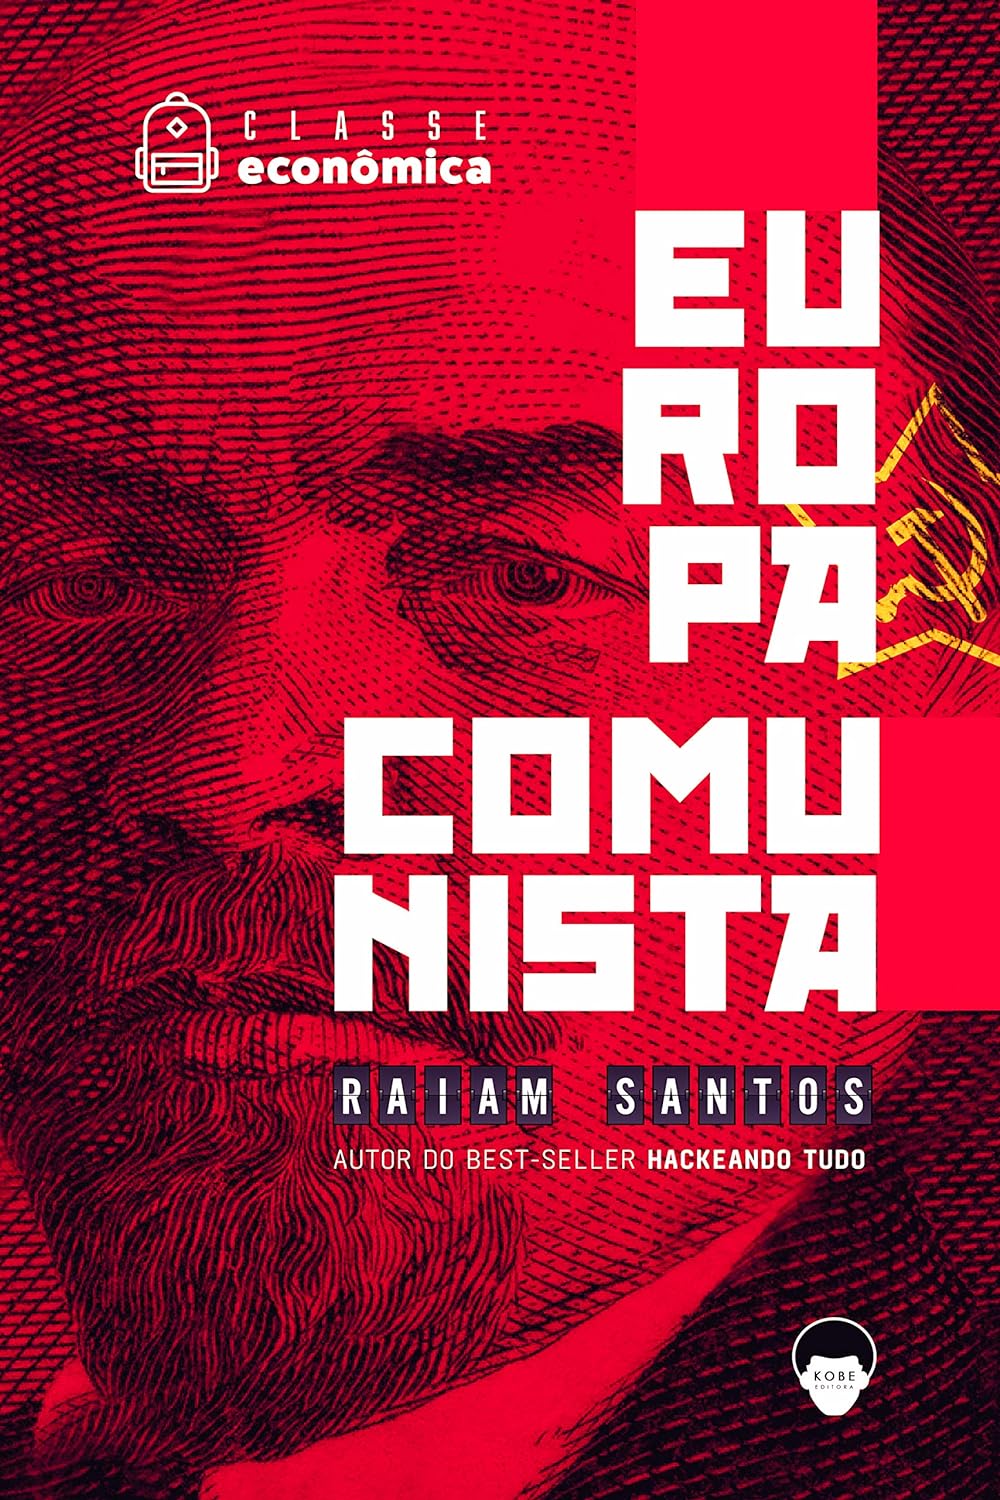 CLASSE
econômica
EU
RO
PA
COMU
NISTA
RAIAM SANTOS
AUTOR DO BEST-SELLER HACKEANDO TUDO
KOBE
EDITORA